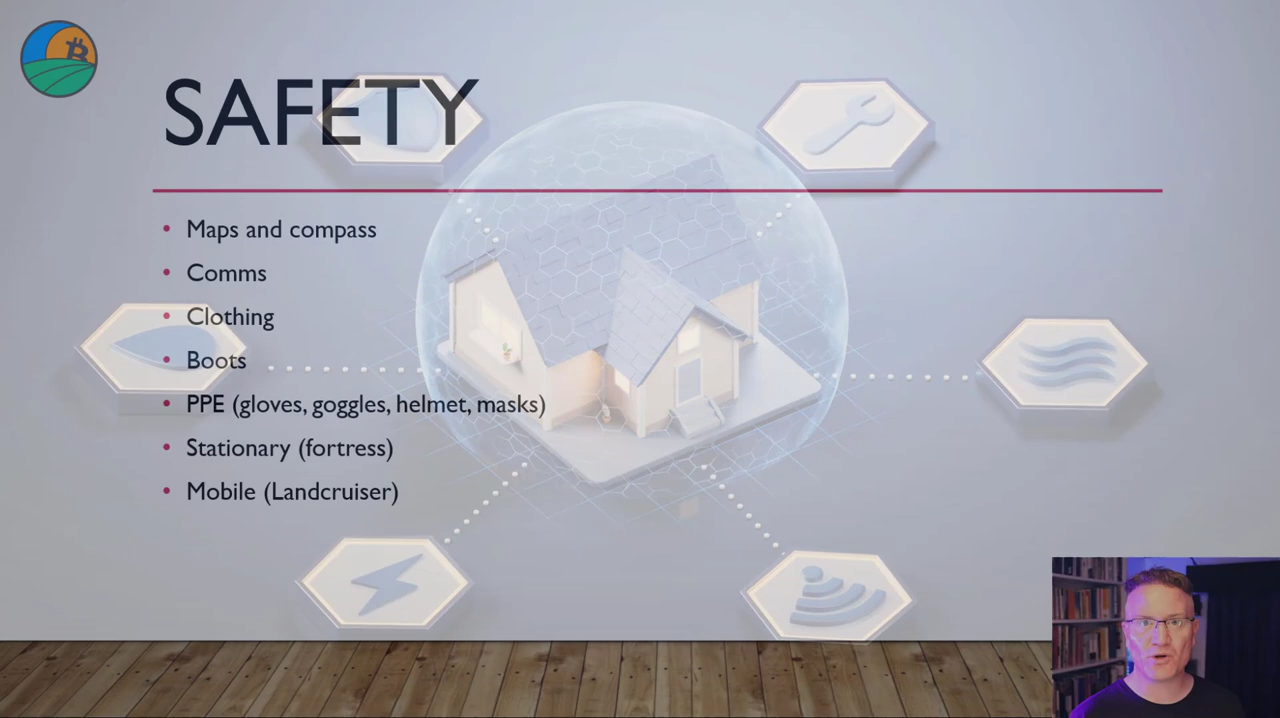 SAFETY
• Maps and compass
• Comms
• Clothing
• Boots
• PPE (gloves, goggles, helmet, masks)
• Stationary (fortress)
• Mobile (Landcruiser)